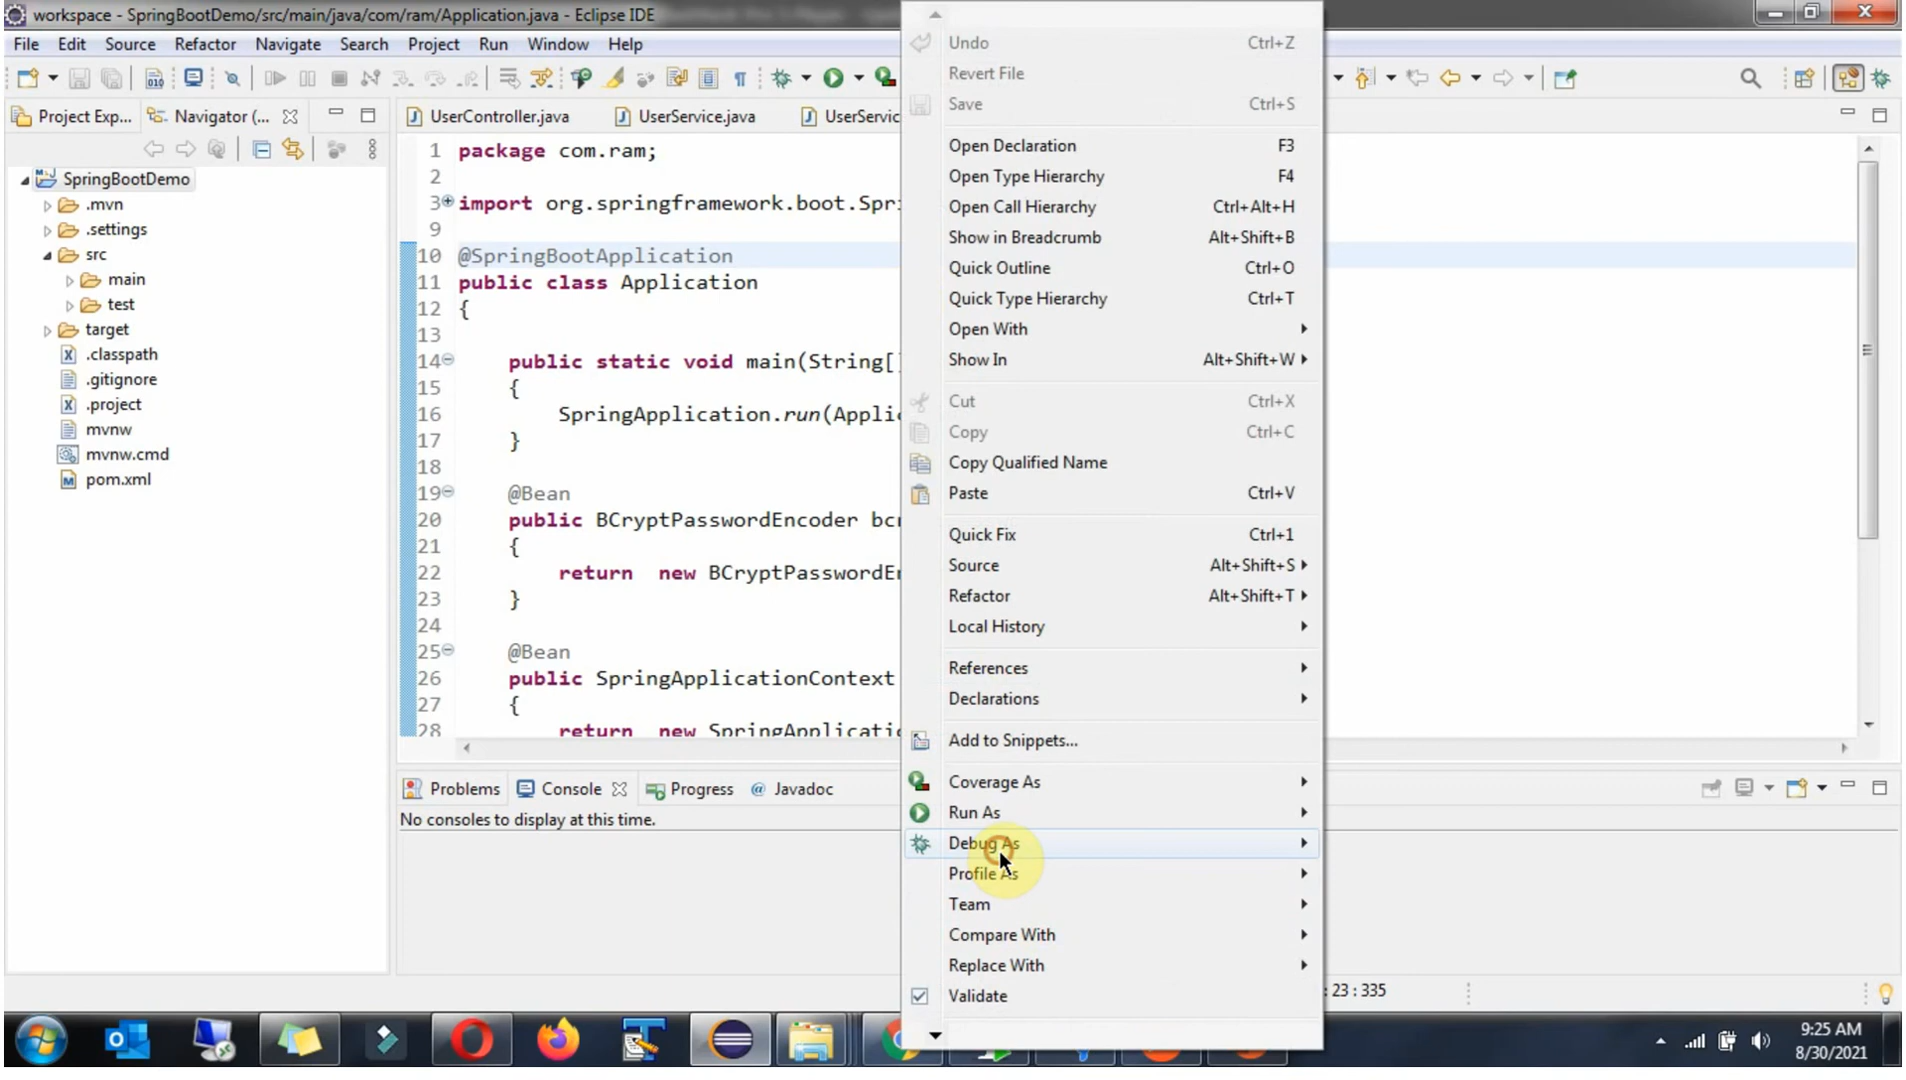 workspace - SpringBootDemo/src/main/java/com/ram/Application.java - Eclipse IDE
File Edit Source Refactor Navigate Search Project Run Window Help
Project Exp... Navigator (...
SpringBootDemo
.mvn
.settings
src
main
test
target
.classpath
.gitignore
.project
mvnw
mvnw.cmd
pom.xml
UserController.java UserService.java UserServic
1 package com.ram;
2
3 import org.springframework.boot.Spri
9
10 @SpringBootApplication
11 public class Application
12 {
13
14 public static void main(String[]
15 {
16 SpringApplication.run(Applic
17 }
18
19 @Bean
20 public BCryptPasswordEncoder bcr
21 {
22 return new BCryptPasswordEn
23 }
24
25 @Bean
26 public SpringApplicationContext
27 {
28 return new SpringApplicatio
Problems Console Progress @ Javadoc
No consoles to display at this time.
Undo Ctrl+Z
Revert File
Save Ctrl+S
Open Declaration F3
Open Type Hierarchy F4
Open Call Hierarchy Ctrl+Alt+H
Show in Breadcrumb Alt+Shift+B
Quick Outline Ctrl+O
Quick Type Hierarchy Ctrl+T
Open With
Show In Alt+Shift+W
Cut Ctrl+X
Copy Ctrl+C
Copy Qualified Name
Paste Ctrl+V
Quick Fix Ctrl+1
Source Alt+Shift+S
Refactor Alt+Shift+T
Local History
References
Declarations
Add to Snippets...
Coverage As
Run As
Debug As
Profile As
Team
Compare With
Replace With
Validate
: 23 : 335
9:25 AM
8/30/2021